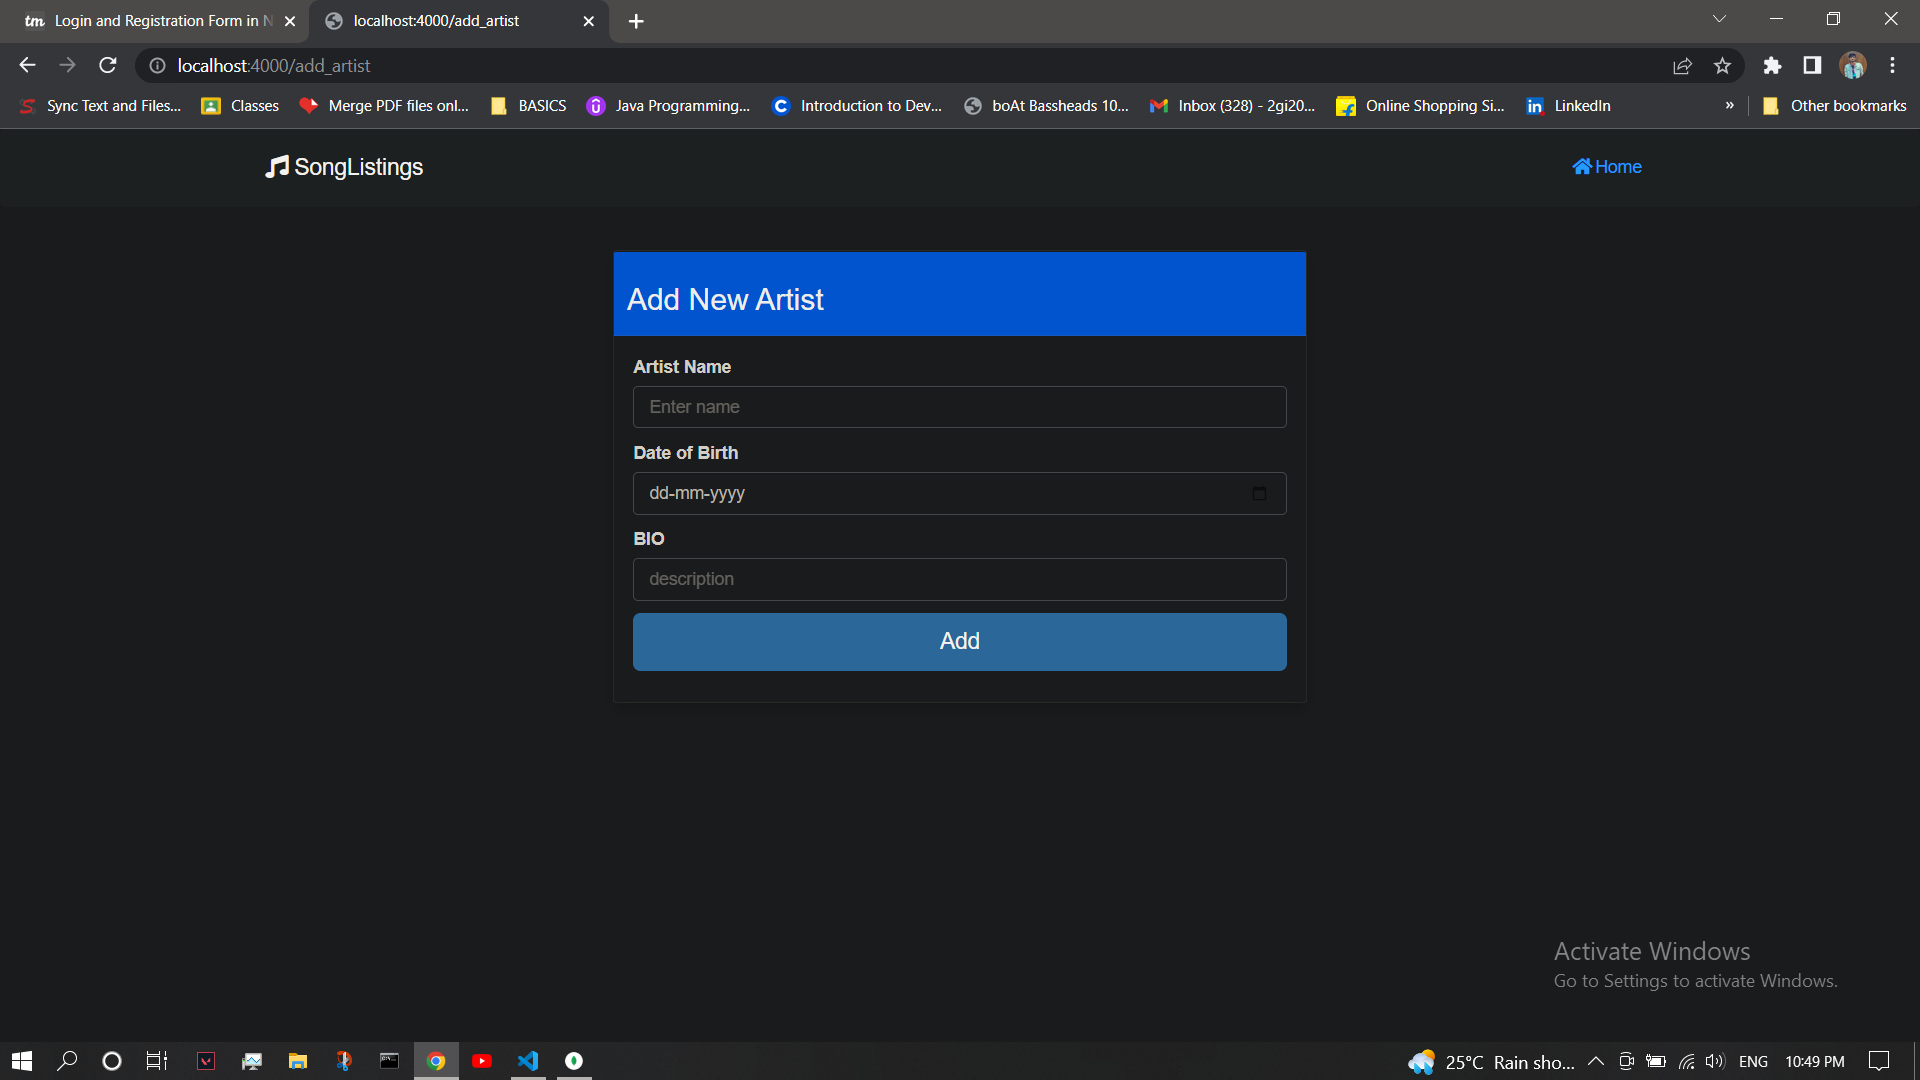 tm Login and Registration Form in N
localhost:4000/add_artist
localhost:4000/add_artist
Sync Text and Files...
Classes
Merge PDF files onl...
BASICS
Java Programming...
Introduction to Dev...
boAt Bassheads 10...
Inbox (328) - 2gi20...
Online Shopping Si...
LinkedIn
»
Other bookmarks
SongListings
Home
Add New Artist
Artist Name
Enter name
Date of Birth
dd-mm-yyyy
BIO
description
Add
Activate Windows
Go to Settings to activate Windows.
25°C Rain sho...
ENG
10:49 PM